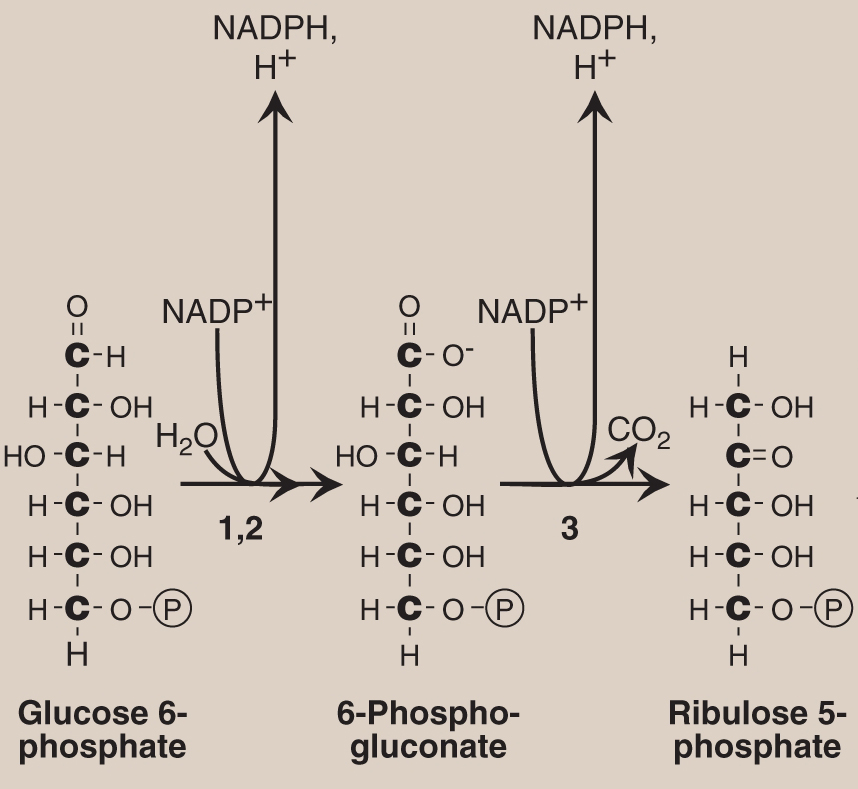 NADPH,
H+
NADPH,
H+
NADP+
NADP+
H2O
CO2
1,2
3
O
C-H
H-C-OH
HO-C-H
H-C-OH
H-C-OH
H-C-O-P
H
O
C-O-
H-C-OH
HO-C-H
H-C-OH
H-C-OH
H-C-O-P
H
H
H-C-OH
C=O
H-C-OH
H-C-OH
H-C-O-P
H
Glucose 6-
phosphate
6-Phospho-
gluconate
Ribulose 5-
phosphate